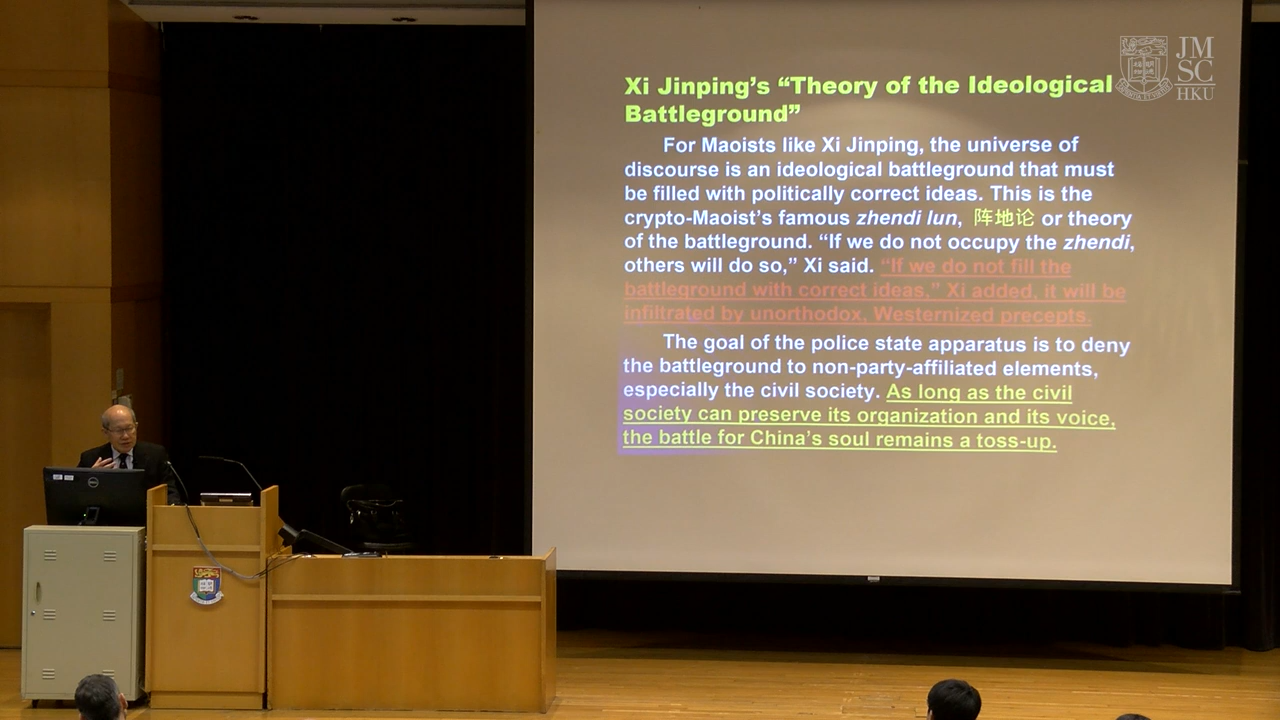 JM
SC
HKU
Xi Jinping’s “Theory of the Ideological
Battleground”
For Maoists like Xi Jinping, the universe of
discourse is an ideological battleground that must
be filled with politically correct ideas. This is the
crypto-Maoist’s famous zhendi lun, 阵地论 or theory
of the battleground. “If we do not occupy the zhendi,
others will do so,” Xi said. “If we do not fill the
battleground with correct ideas,” Xi added, it will be
infiltrated by unorthodox, Westernized precepts.
The goal of the police state apparatus is to deny
the battleground to non-party-affiliated elements,
especially the civil society. As long as the civil
society can preserve its organization and its voice,
the battle for China’s soul remains a toss-up.